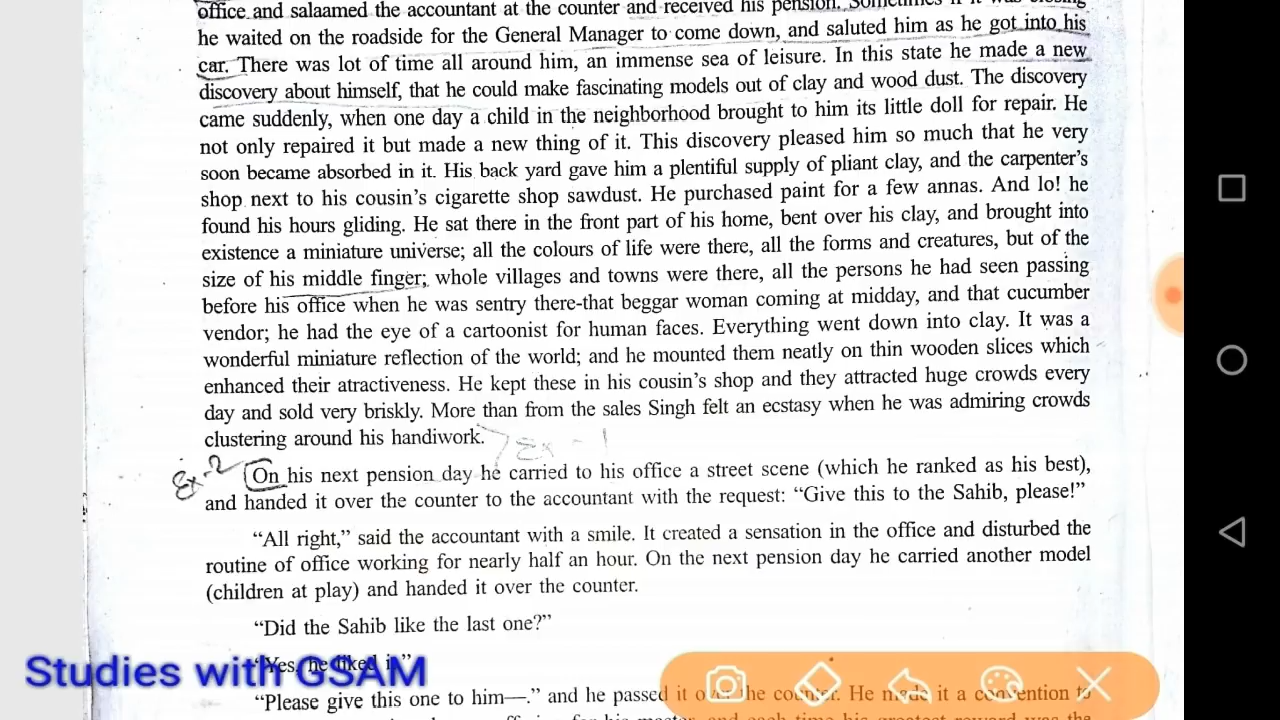 office and salaamed the accountant at the counter and received his pension. Sometimes if it was closing
he waited on the roadside for the General Manager to come down, and saluted him as he got into his
car. There was lot of time all around him, an immense sea of leisure. In this state he made a new
discovery about himself, that he could make fascinating models out of clay and wood dust. The discovery
came suddenly, when one day a child in the neighborhood brought to him its little doll for repair. He
not only repaired it but made a new thing of it. This discovery pleased him so much that he very
soon became absorbed in it. His back yard gave him a plentiful supply of pliant clay, and the carpenter's
shop next to his cousin's cigarette shop sawdust. He purchased paint for a few annas. And lo! he
found his hours gliding. He sat there in the front part of his home, bent over his clay, and brought into
existence a miniature universe; all the colours of life were there, all the forms and creatures, but of the
size of his middle finger; whole villages and towns were there, all the persons he had seen passing
before his office when he was sentry there-that beggar woman coming at midday, and that cucumber
vendor; he had the eye of a cartoonist for human faces. Everything went down into clay. It was a
wonderful miniature reflection of the world; and he mounted them neatly on thin wooden slices which
enhanced their atractiveness. He kept these in his cousin's shop and they attracted huge crowds every
day and sold very briskly. More than from the sales Singh felt an ecstasy when he was admiring crowds
clustering around his handiwork. Ex - 1
Ex-2 On his next pension day he carried to his office a street scene (which he ranked as his best),
and handed it over the counter to the accountant with the request: "Give this to the Sahib, please!"
"All right," said the accountant with a smile. It created a sensation in the office and disturbed the
routine of office working for nearly half an hour. On the next pension day he carried another model
(children at play) and handed it over the counter.
"Did the Sahib like the last one?"
"Yes, he liked it"
Studies with GSAM
"Please give this one to him—." and he passed it over the counter. He made it a convention to